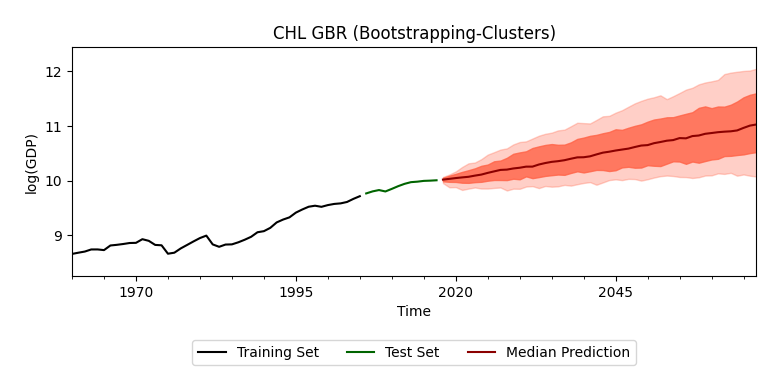 CHL GBR (Bootstrapping-Clusters)
12
11
10
9
log(GDP)
1970 1995 2020 2045
Time
Training Set Test Set Median Prediction